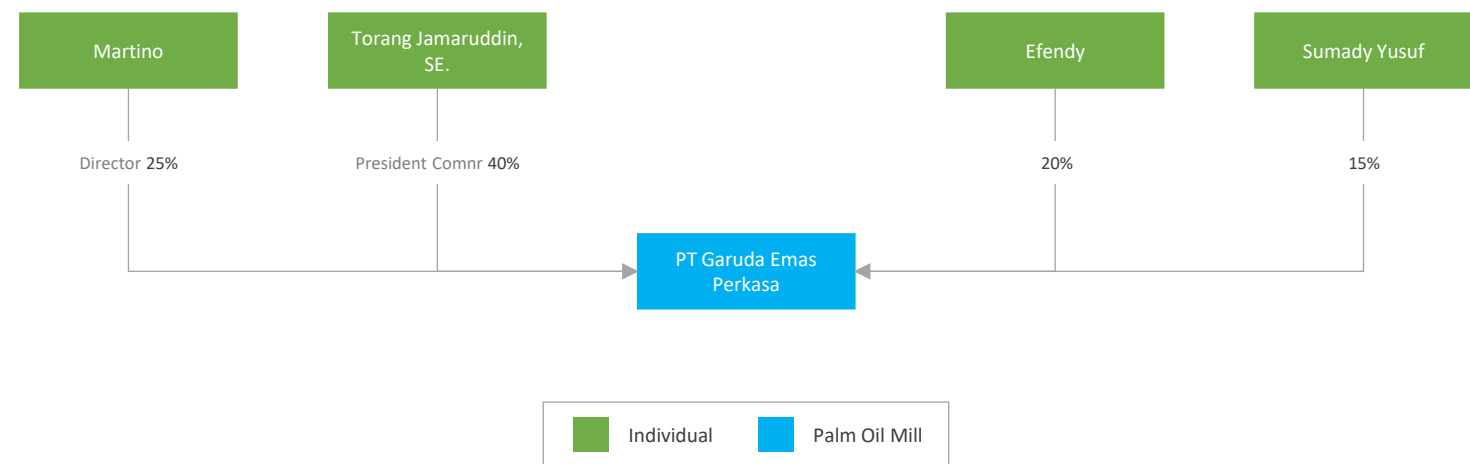 Martino
Torang Jamaruddin,
SE.
Efendy
Sumady Yusuf
Director 25%
President Comnr 40%
20%
15%
PT Garuda Emas
Perkasa
Individual
Palm Oil Mill